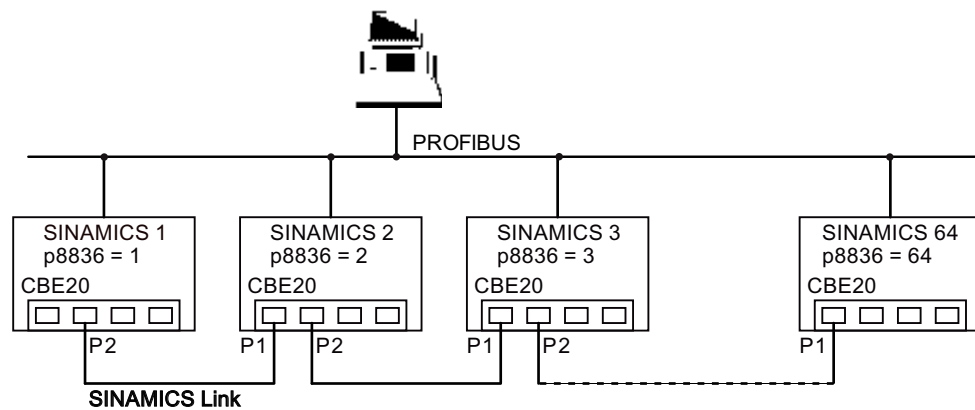 PROFIBUS
SINAMICS 1
p8836 = 1
CBE20
P2
SINAMICS 2
p8836 = 2
CBE20
P1
P2
SINAMICS 3
p8836 = 3
CBE20
P1
P2
SINAMICS 64
p8836 = 64
CBE20
P1
SINAMICS Link